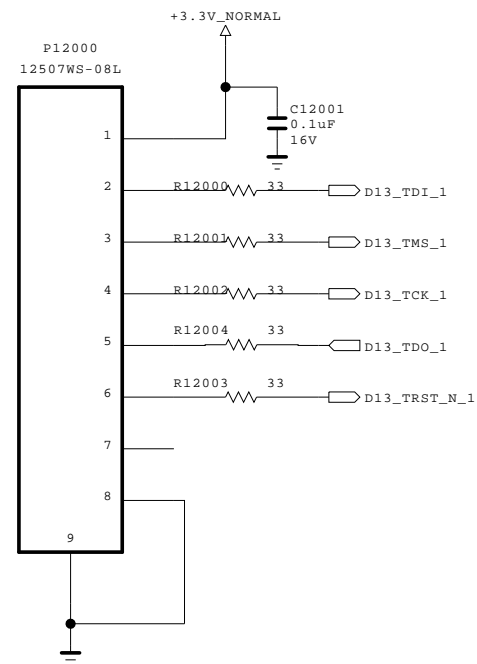 +3.3V_NORMAL
P12000
12507WS-08L
C12001
0.1uF
16V
1
2 R12000 33 D13_TDI_1
3 R12001 33 D13_TMS_1
4 R12002 33 D13_TCK_1
5 R12004 33 D13_TDO_1
6 R12003 33 D13_TRST_N_1
7
8
9